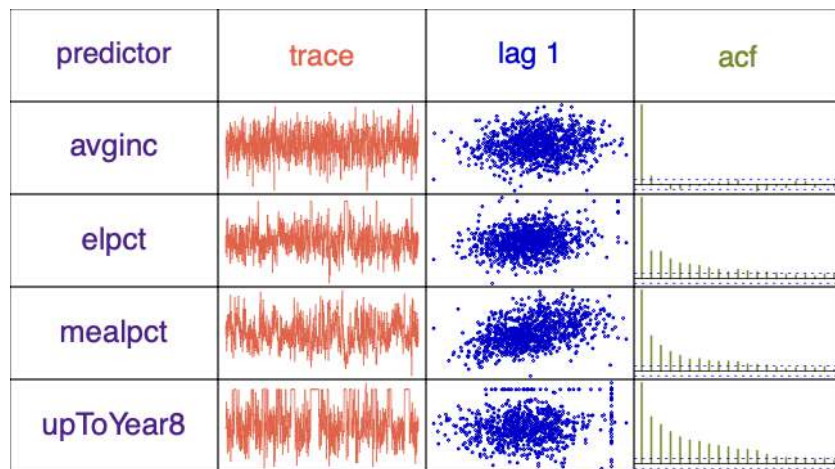 predictor trace lag 1 acf
avginc
elpct
mealpct
upToYear8